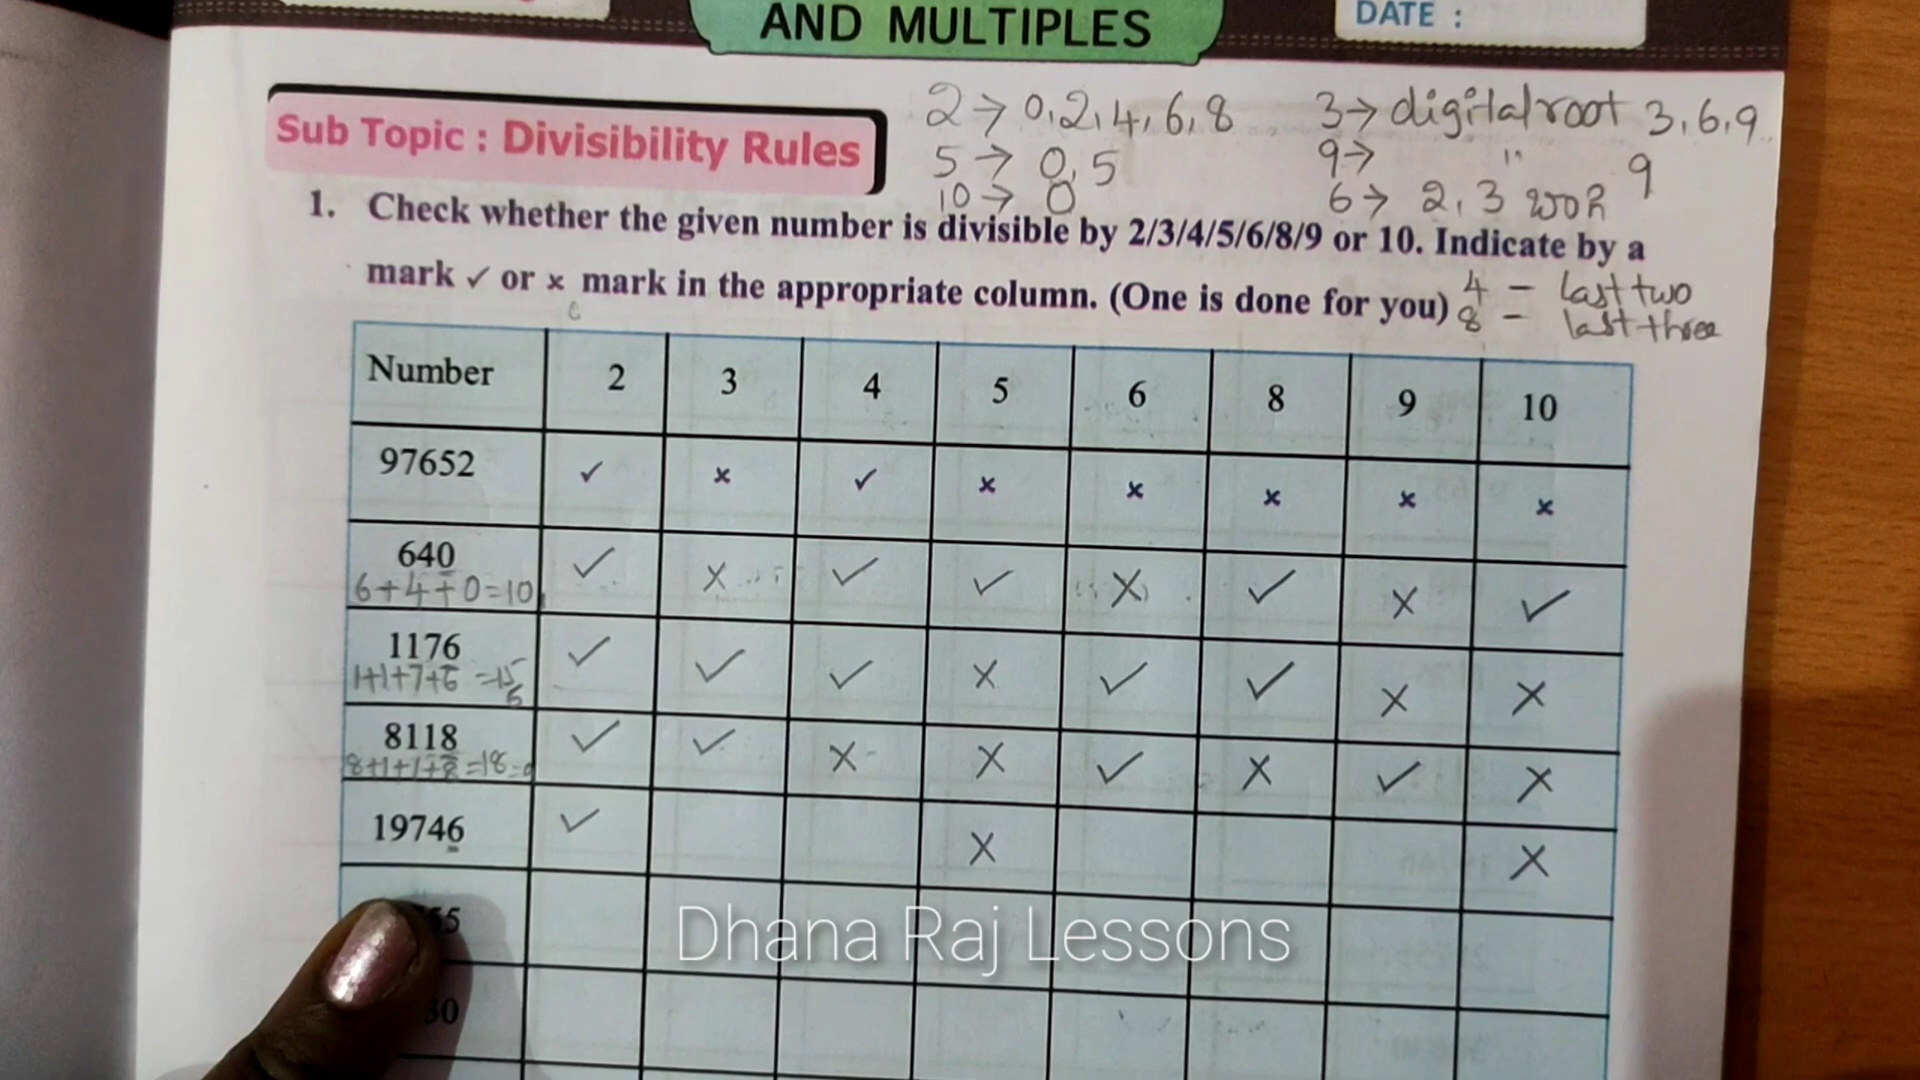 AND MULTIPLES
DATE :
Sub Topic : Divisibility Rules
2 → 0,2,4,6,8
5 → 0,5
10 → 0
3 → digital root 3,6,9
9 → " 9
6 → 2,3
1. Check whether the given number is divisible by 2/3/4/5/6/8/9 or 10. Indicate by a
mark ✓ or × mark in the appropriate column. (One is done for you)
4 - last two
8 - last three
Number 2 3 4 5 6 8 9 10
97652 ✓ × ✓ × × × × ×
640 ✓ × ✓ ✓ × ✓ × ✓
6+4+0=10
1176 ✓ ✓ ✓ × ✓ ✓ × ×
1+1+7+6=15
6
8118 ✓ ✓ × × ✓ × ✓ ×
8+1+1+8=18=9
19746 ✓ × ×
55
30
Dhana Raj Lessons